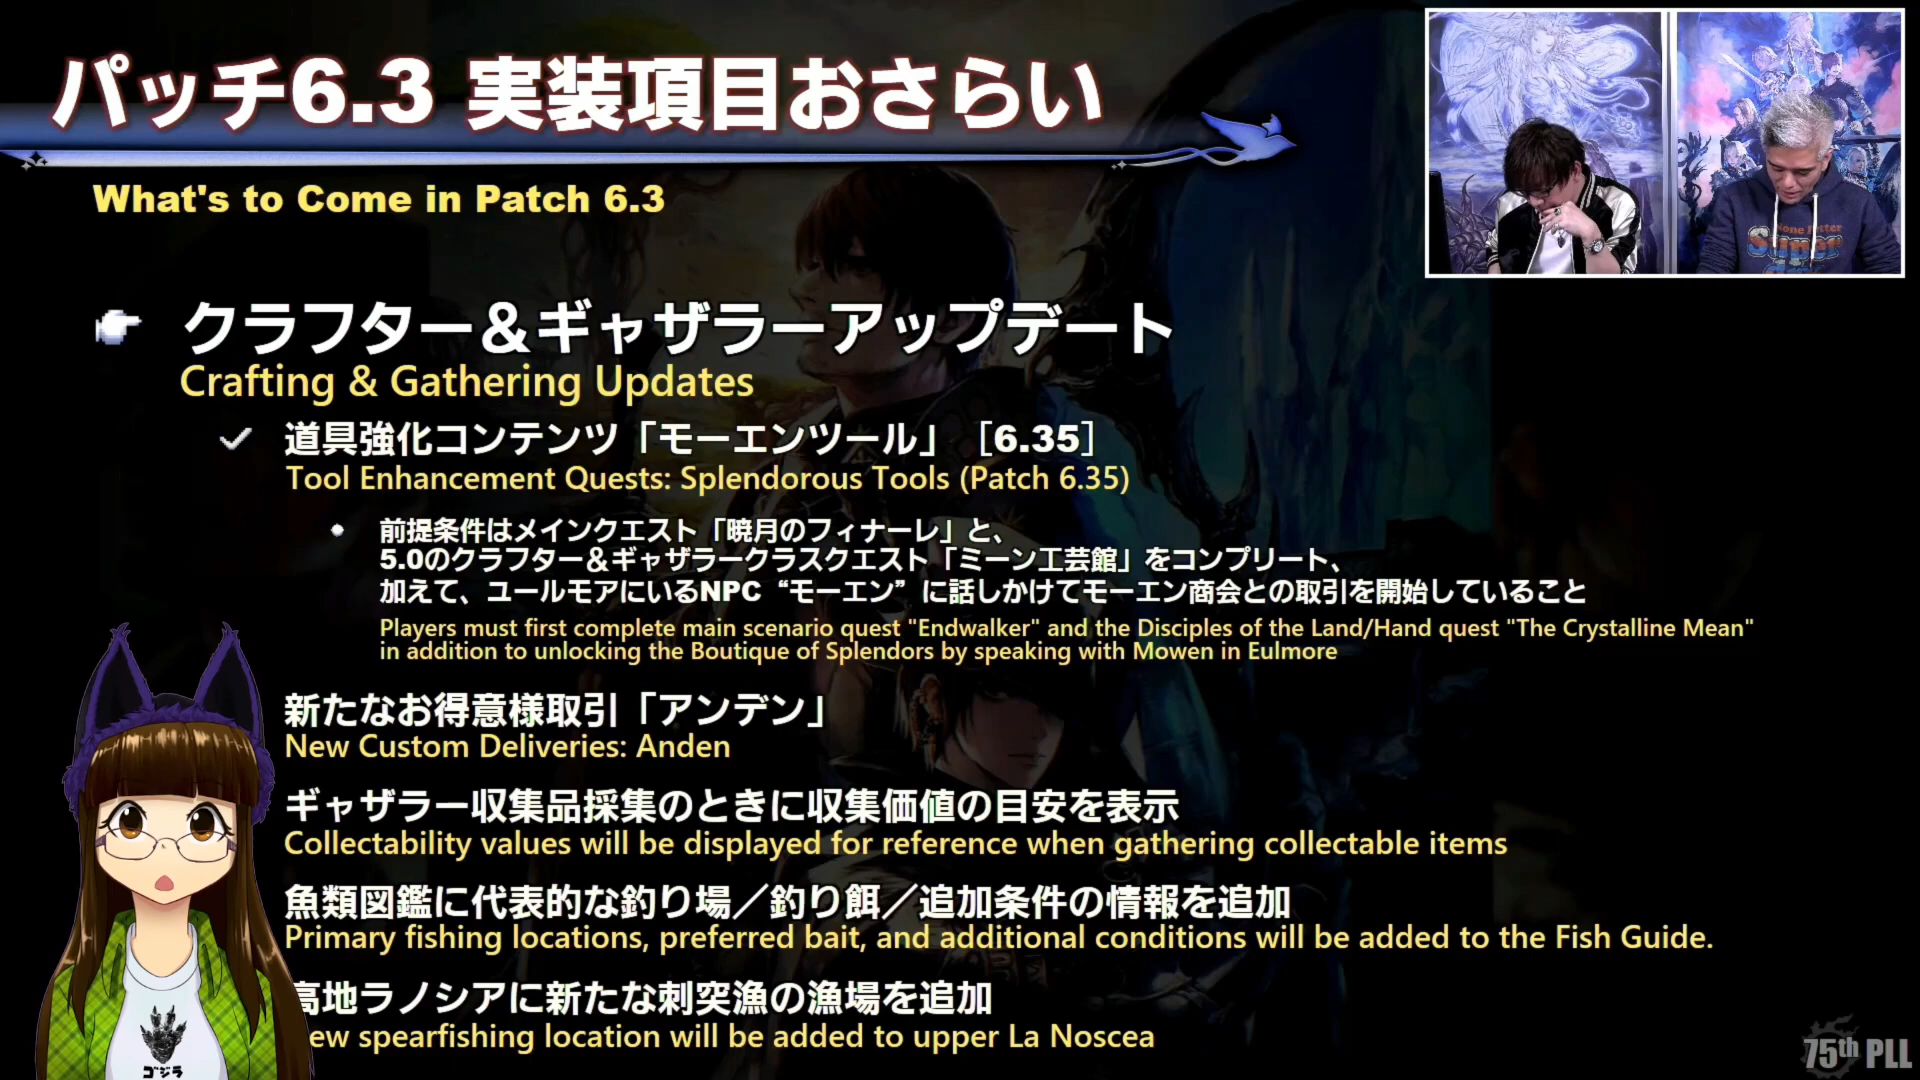 パッチ6.3 実装項目おさらい
What's to Come in Patch 6.3
クラフター＆ギャザラーアップデート
Crafting & Gathering Updates
道具強化コンテンツ「モーエンツール」［6.35］
Tool Enhancement Quests: Splendorous Tools (Patch 6.35)
前提条件はメインクエスト「暁月のフィナーレ」と、
5.0のクラフター＆ギャザラークラスクエスト「ミーン工芸館」をコンプリート、
加えて、ユールモアにいるNPC“モーエン”に話しかけてモーエン商会との取引を開始していること
Players must first complete main scenario quest "Endwalker" and the Disciples of the Land/Hand quest "The Crystalline Mean"
in addition to unlocking the Boutique of Splendors by speaking with Mowen in Eulmore
新たなお得意様取引「アンデン」
New Custom Deliveries: Anden
ギャザラー収集品採集のときに収集価値の目安を表示
Collectability values will be displayed for reference when gathering collectable items
魚類図鑑に代表的な釣り場／釣り餌／追加条件の情報を追加
Primary fishing locations, preferred bait, and additional conditions will be added to the Fish Guide.
高地ラノシアに新たな刺突漁の漁場を追加
ew spearfishing location will be added to upper La Noscea
ゴジラ
75th PLL